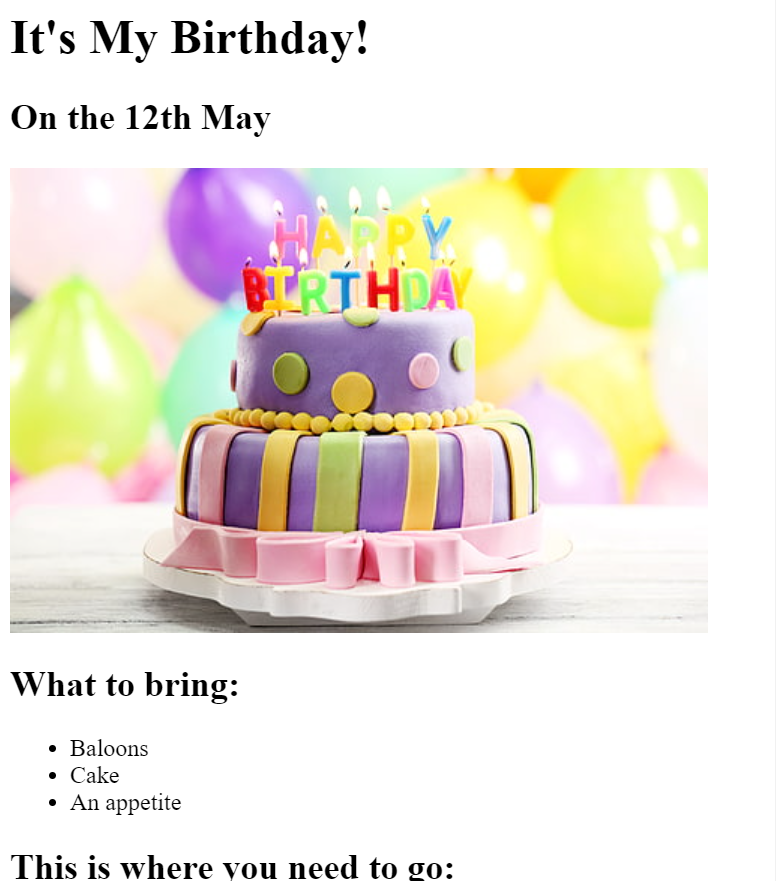 It's My Birthday!
On the 12th May
HAPPY
BIRTHDAY
What to bring:
Baloons
Cake
An appetite
This is where you need to go: